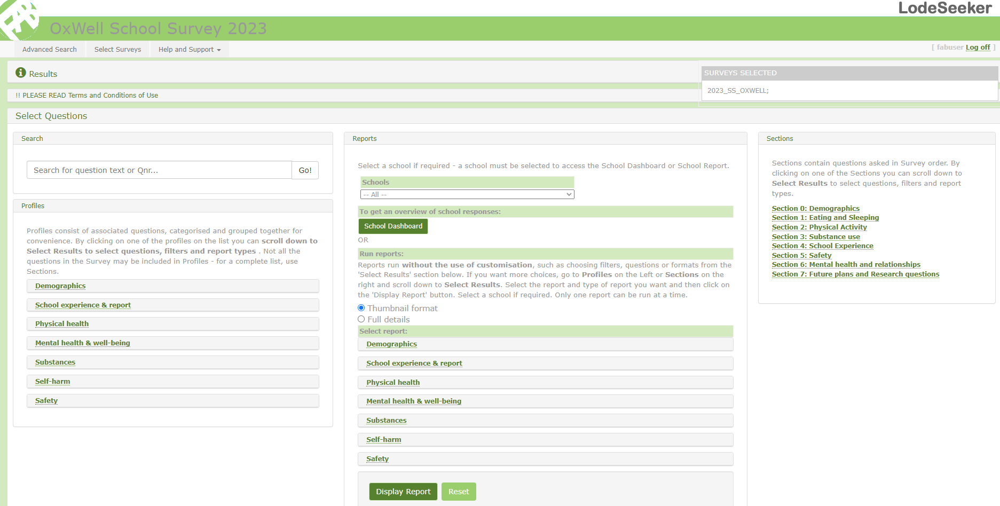 LodeSeeker
FAB
OxWell School Survey 2023
Advanced Search
Select Surveys
Help and Support
[ fabuser Log off ]
Results
SURVEYS SELECTED
2023_SS_OXWELL;
!! PLEASE READ Terms and Conditions of Use
Select Questions
Search
Search for question text or Qnr...
Go!
Profiles
Profiles consist of associated questions, categorised and grouped together for
convenience. By clicking on one of the profiles on the list you can scroll down to
Select Results to select questions, filters and report types . Not all the
questions in the Survey may be included in Profiles - for a complete list, use
Sections.
Demographics
School experience & report
Physical health
Mental health & well-being
Substances
Self-harm
Safety
Reports
Select a school if required - a school must be selected to access the School Dashboard or School Report.
Schools
-- All --
To get an overview of school responses:
School Dashboard
OR
Run reports:
Reports run without the use of customisation, such as choosing filters, questions or formats from the
'Select Results' section below. If you want more choices, go to Profiles on the Left or Sections on the
right and scroll down to Select Results. Select the report and type of report you want and then click on
the 'Display Report' button. Select a school if required. Only one report can be run at a time.
Thumbnail format
Full details
Select report:
Demographics
School experience & report
Physical health
Mental health & well-being
Substances
Self-harm
Safety
Display Report
Reset
Sections
Sections contain questions asked in Survey order. By
clicking on one of the Sections you can scroll down to
Select Results to select questions, filters and report
types.
Section 0: Demographics
Section 1: Eating and Sleeping
Section 2: Physical Activity
Section 3: Substance use
Section 4: School Experience
Section 5: Safety
Section 6: Mental health and relationships
Section 7: Future plans and Research questions